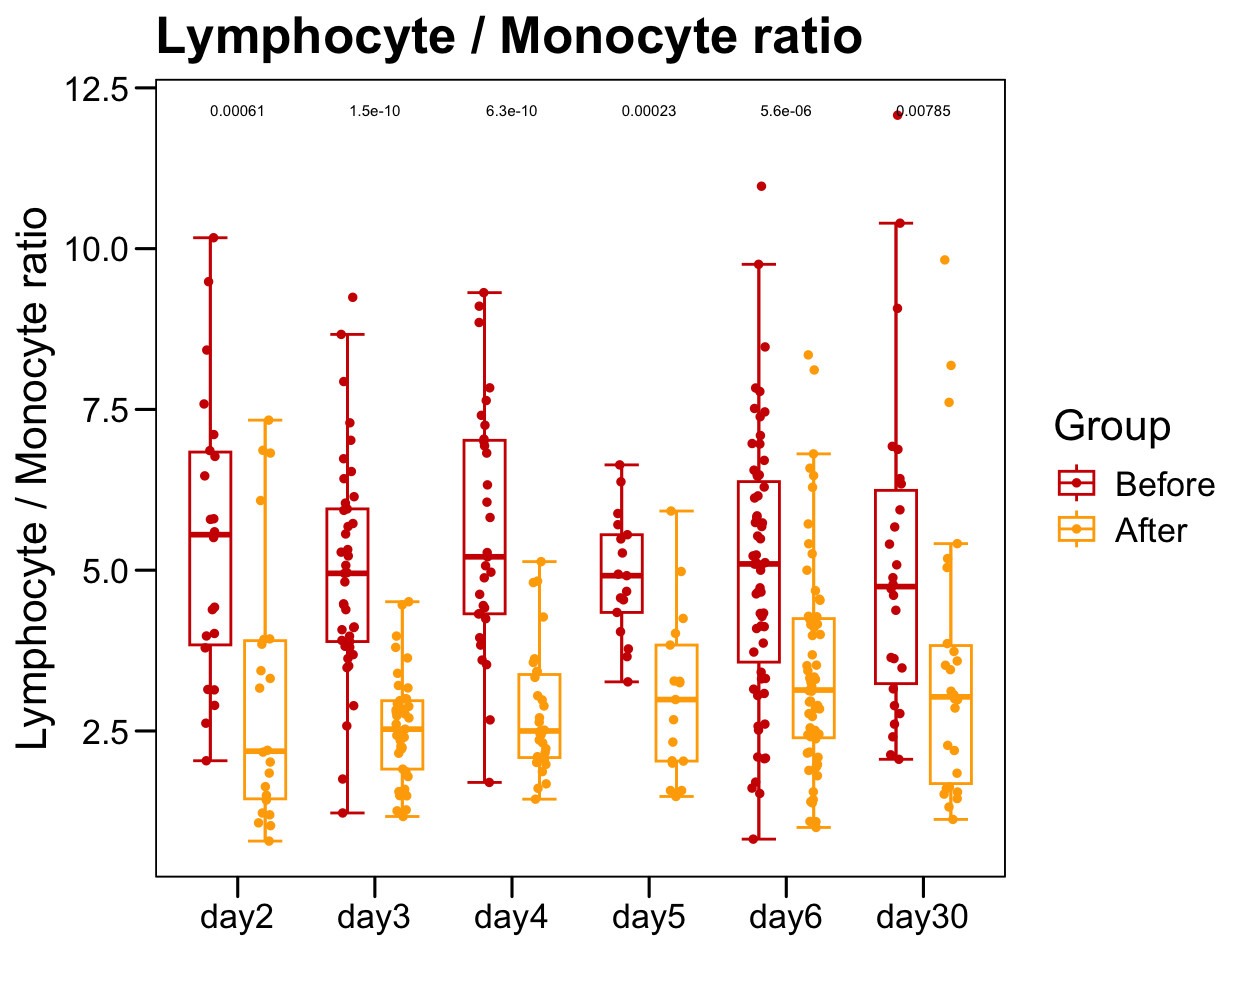 Lymphocyte / Monocyte ratio
12.5
0.00061 1.5e-10 6.3e-10 0.00023 5.6e-06 0.00785
10.0
7.5
5.0
2.5
Lymphocyte / Monocyte ratio
day2 day3 day4 day5 day6 day30
Group
Before
After